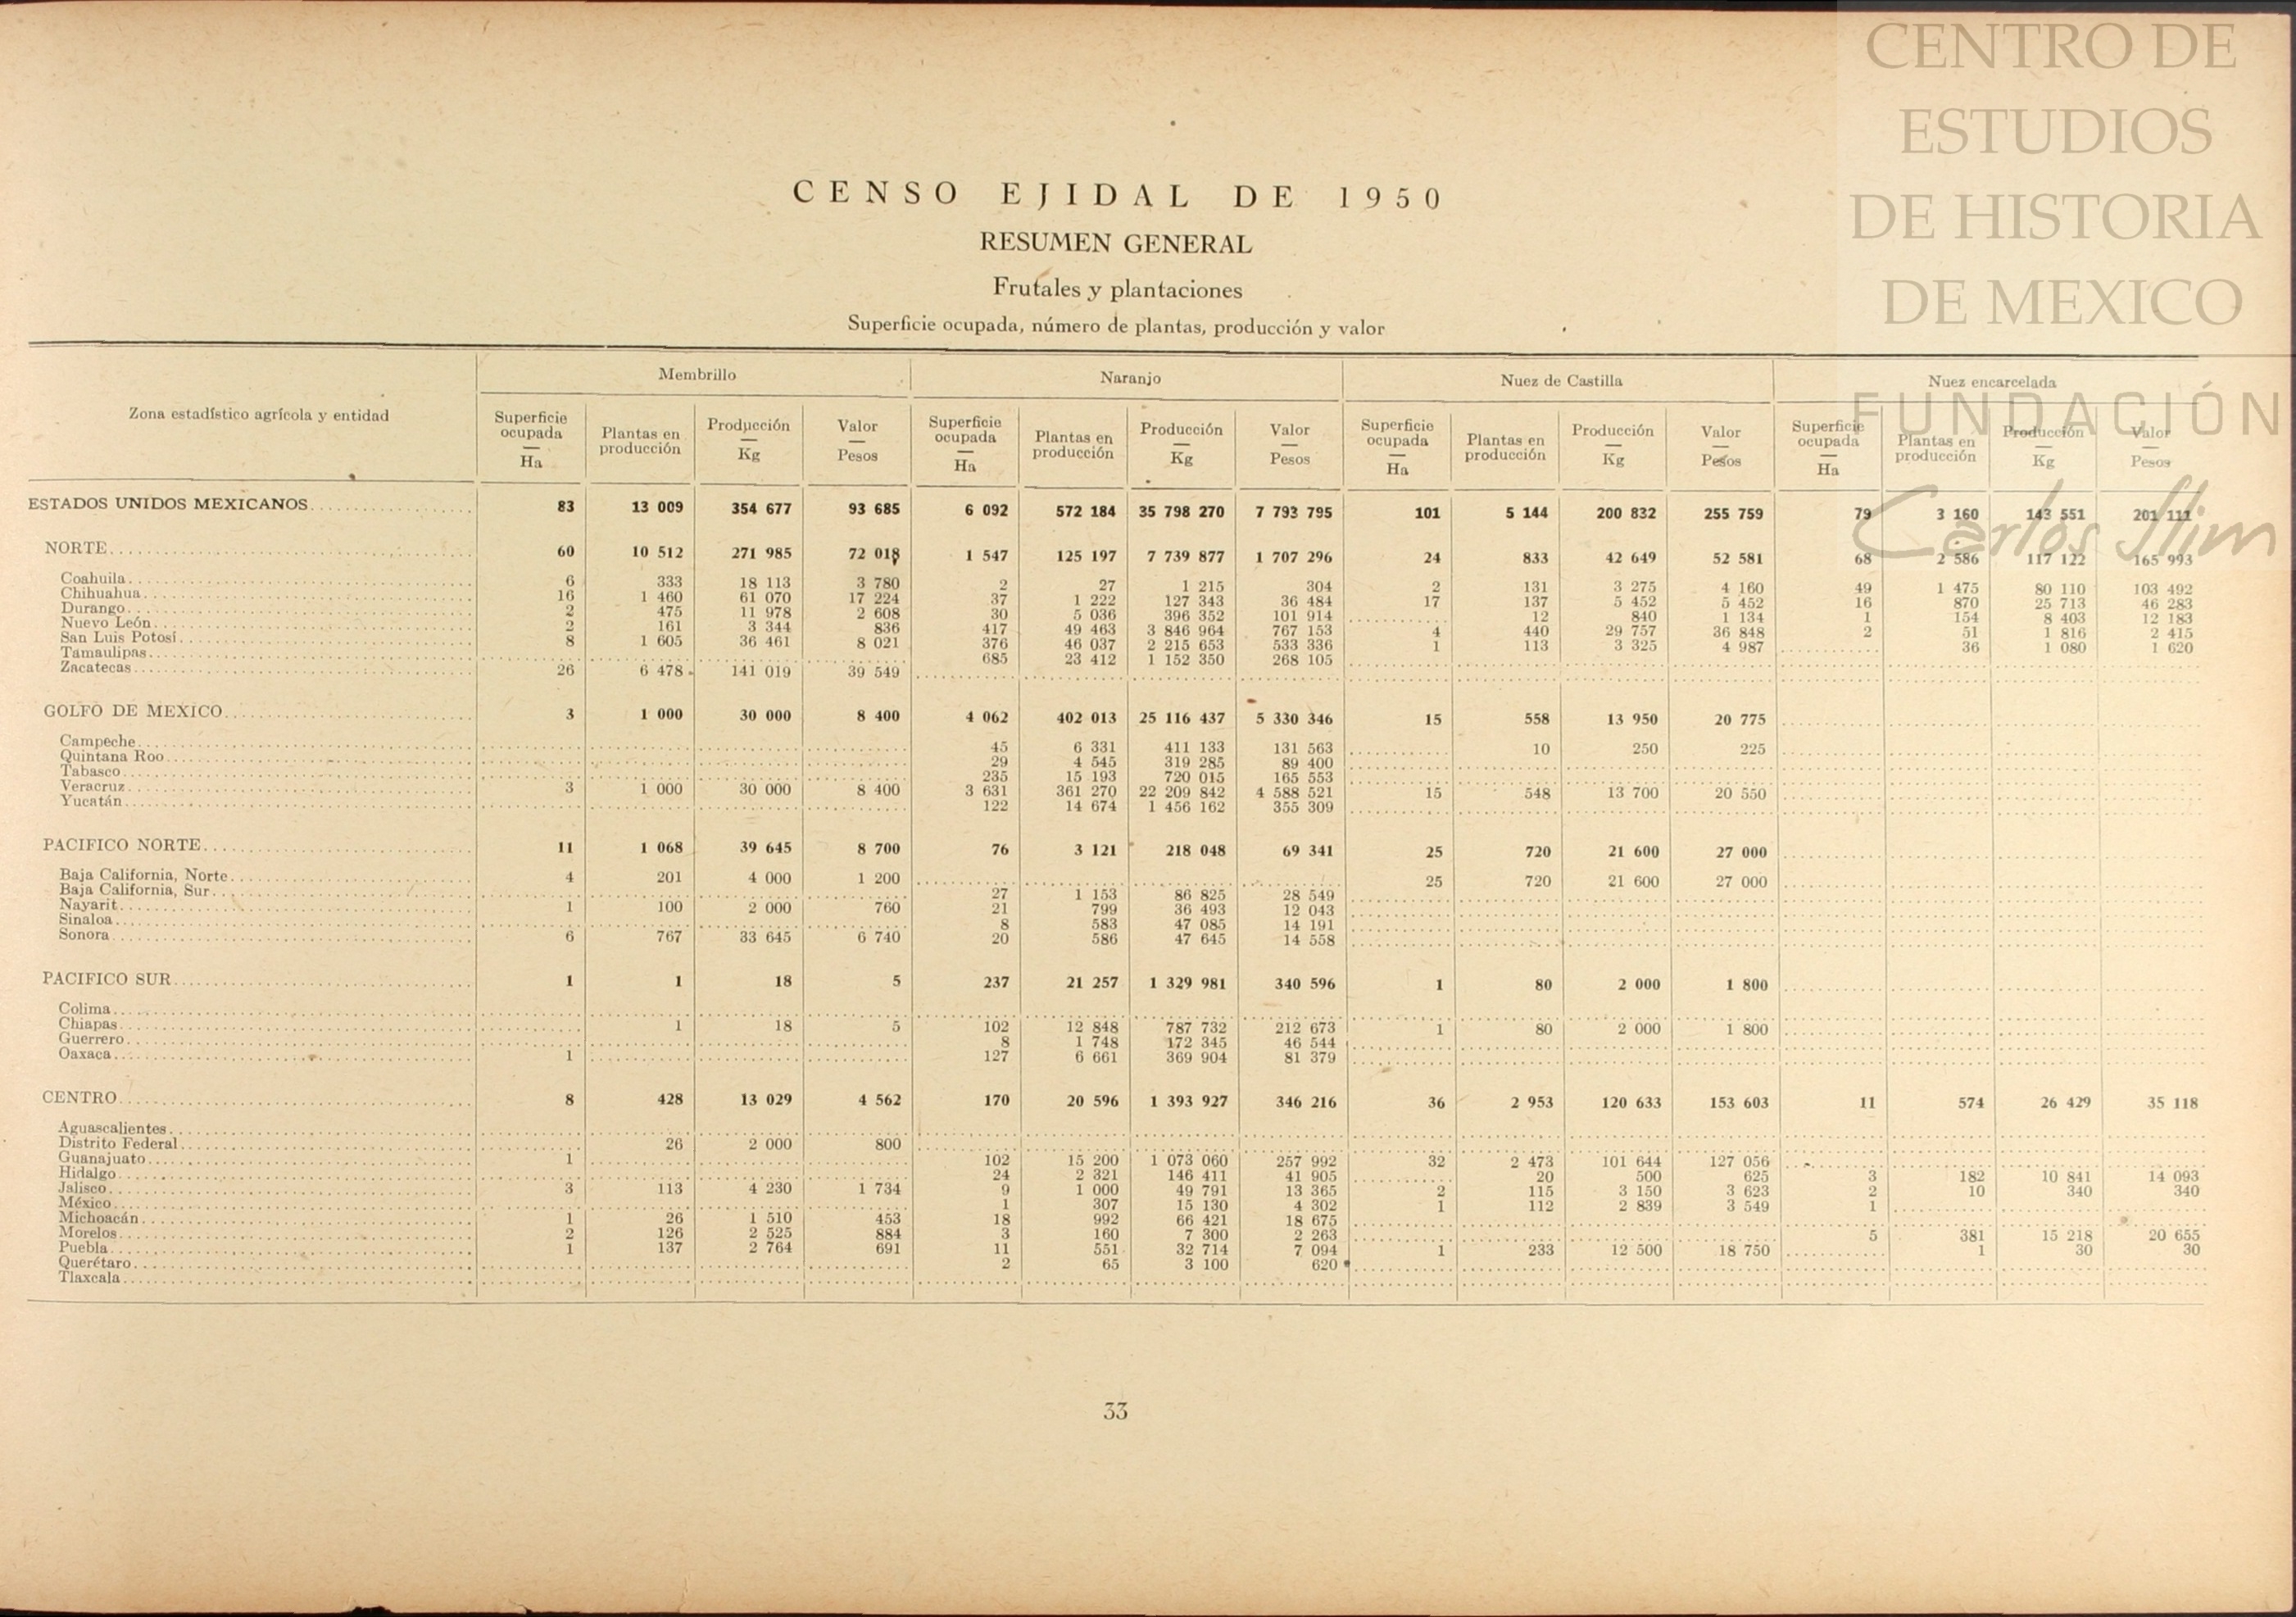 CENTRO DE
ESTUDIOS
DE HISTORIA
DE MEXICO
FUNDACIÓN
Carlos Slim
CENSO EJIDAL DE 1950
RESUMEN GENERAL
Frutales y plantaciones
Superficie ocupada, número de plantas, producción y valor
Zona estadístico agrícola y entidad Membrillo Naranjo Nuez de Castilla Nuez encarcelada
Superficie ocupada — Ha Plantas en producción Producción — Kg Valor — Pesos Superficie ocupada — Ha Plantas en producción Producción — Kg Valor — Pesos Superficie ocupada — Ha Plantas en producción Producción — Kg Valor — Pesos Superficie ocupada — Ha Plantas en producción Producción — Kg Valor — Pesos
ESTADOS UNIDOS MEXICANOS 83 13 009 354 677 93 685 6 092 572 184 35 798 270 7 793 795 101 5 144 200 832 255 759 79 3 160 143 551 201 111
NORTE 60 10 512 271 985 72 018 1 547 125 197 7 739 877 1 707 296 24 833 42 649 52 581 68 2 586 117 122 165 993
Coahuila 6 333 18 113 3 780 2 27 1 215 304 2 131 3 275 4 160 49 1 475 80 110 103 492
Chihuahua 16 1 460 61 070 17 224 37 1 222 127 343 36 484 17 137 5 452 5 452 16 870 25 713 46 283
Durango 2 475 11 978 2 608 30 5 036 396 352 101 914 12 840 1 134 1 154 8 403 12 183
Nuevo León 2 161 3 344 836 417 49 463 3 846 964 767 153 4 440 29 757 36 848 2 51 1 816 2 415
San Luis Potosí 8 1 605 36 461 8 021 376 46 037 2 215 653 533 336 1 113 3 325 4 987 36 1 080 1 620
Tamaulipas 685 23 412 1 152 350 268 105
Zacatecas 26 6 478 141 019 39 549
GOLFO DE MEXICO 3 1 000 30 000 8 400 4 062 402 013 25 116 437 5 330 346 15 558 13 950 20 775
Campeche 45 6 331 411 133 131 563 10 250 225
Quintana Roo 29 4 545 319 285 89 400
Tabasco 235 15 193 720 015 165 553
Veracruz 3 1 000 30 000 8 400 3 631 361 270 22 209 842 4 588 521 15 548 13 700 20 550
Yucatán 122 14 674 1 456 162 355 309
PACIFICO NORTE 11 1 068 39 645 8 700 76 3 121 218 048 69 341 25 720 21 600 27 000
Baja California, Norte 4 201 4 000 1 200 25 720 21 600 27 000
Baja California, Sur 27 1 153 86 825 28 549
Nayarit 1 100 2 000 760 21 799 36 493 12 043
Sinaloa 8 583 47 085 14 191
Sonora 6 767 33 645 6 740 20 586 47 645 14 558
PACIFICO SUR 1 1 18 5 237 21 257 1 329 981 340 596 1 80 2 000 1 800
Colima
Chiapas 1 18 5 102 12 848 787 732 212 673 1 80 2 000 1 800
Guerrero 8 1 748 172 345 46 544
Oaxaca 1 127 6 661 369 904 81 379
CENTRO 8 428 13 029 4 562 170 20 596 1 393 927 346 216 36 2 953 120 633 153 603 11 574 26 429 35 118
Aguascalientes
Distrito Federal 26 2 000 800
Guanajuato 1 102 15 200 1 073 060 257 992 32 2 473 101 644 127 056
Hidalgo 24 2 321 146 411 41 905 20 500 625 3 182 10 841 14 093
Jalisco 3 113 4 230 1 734 9 1 000 49 791 13 365 2 115 3 150 3 623 2 10 340 340
México 1 307 15 130 4 302 1 112 2 839 3 549 1
Michoacán 1 26 1 510 453 18 992 66 421 18 675
Morelos 2 126 2 525 884 3 160 7 300 2 263 5 381 15 218 20 655
Puebla 1 137 2 764 691 11 551 32 714 7 094 1 233 12 500 18 750 1 30 30
Querétaro 2 65 3 100 620
Tlaxcala
33